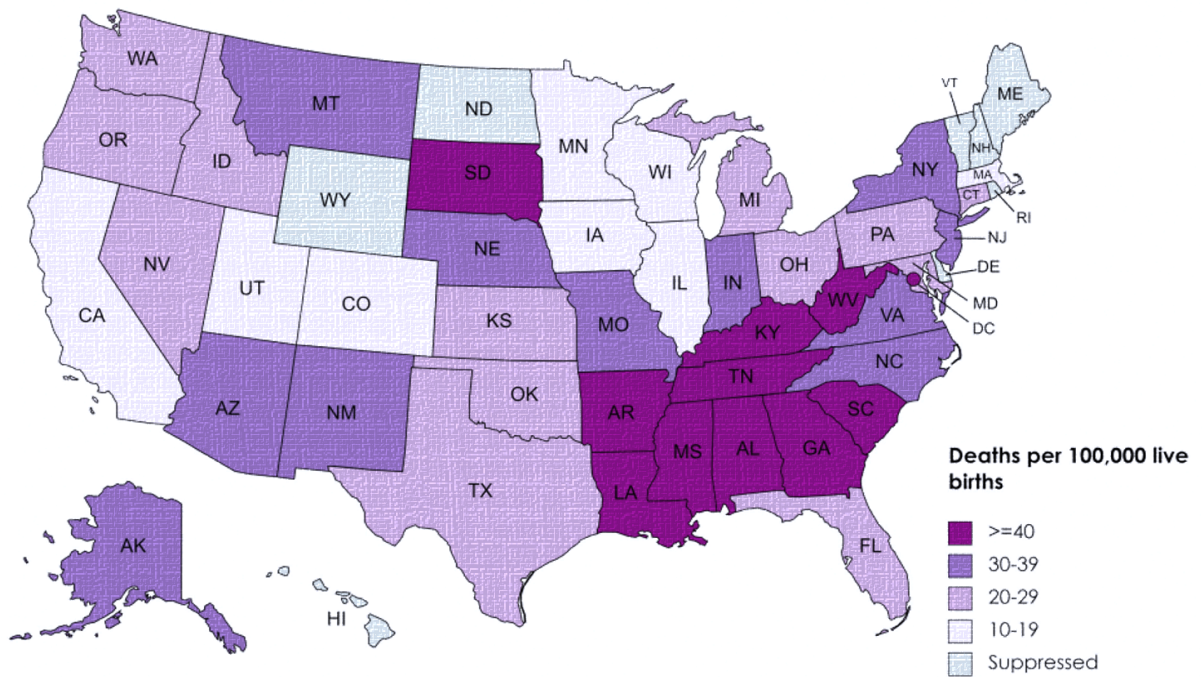 WA
VT
ME
MT
ND
OR
MN
NH
ID
SD
WI
NY
MA
WY
MI
CT
RI
IA
PA
NJ
NE
NV
OH
DE
UT
IL
IN
CO
WV
MD
CA
VA
DC
KS
MO
KY
NC
TN
OK
AZ
NM
AR
SC
MS
AL
GA
TX
LA
AK
FL
HI
Deaths per 100,000 live
births
>=40
30-39
20-29
10-19
Suppressed